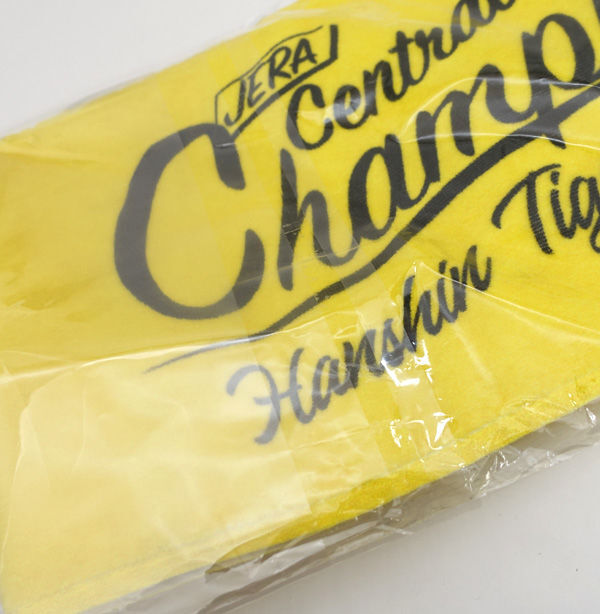 JERA Central
Champ
Hanshin Tig